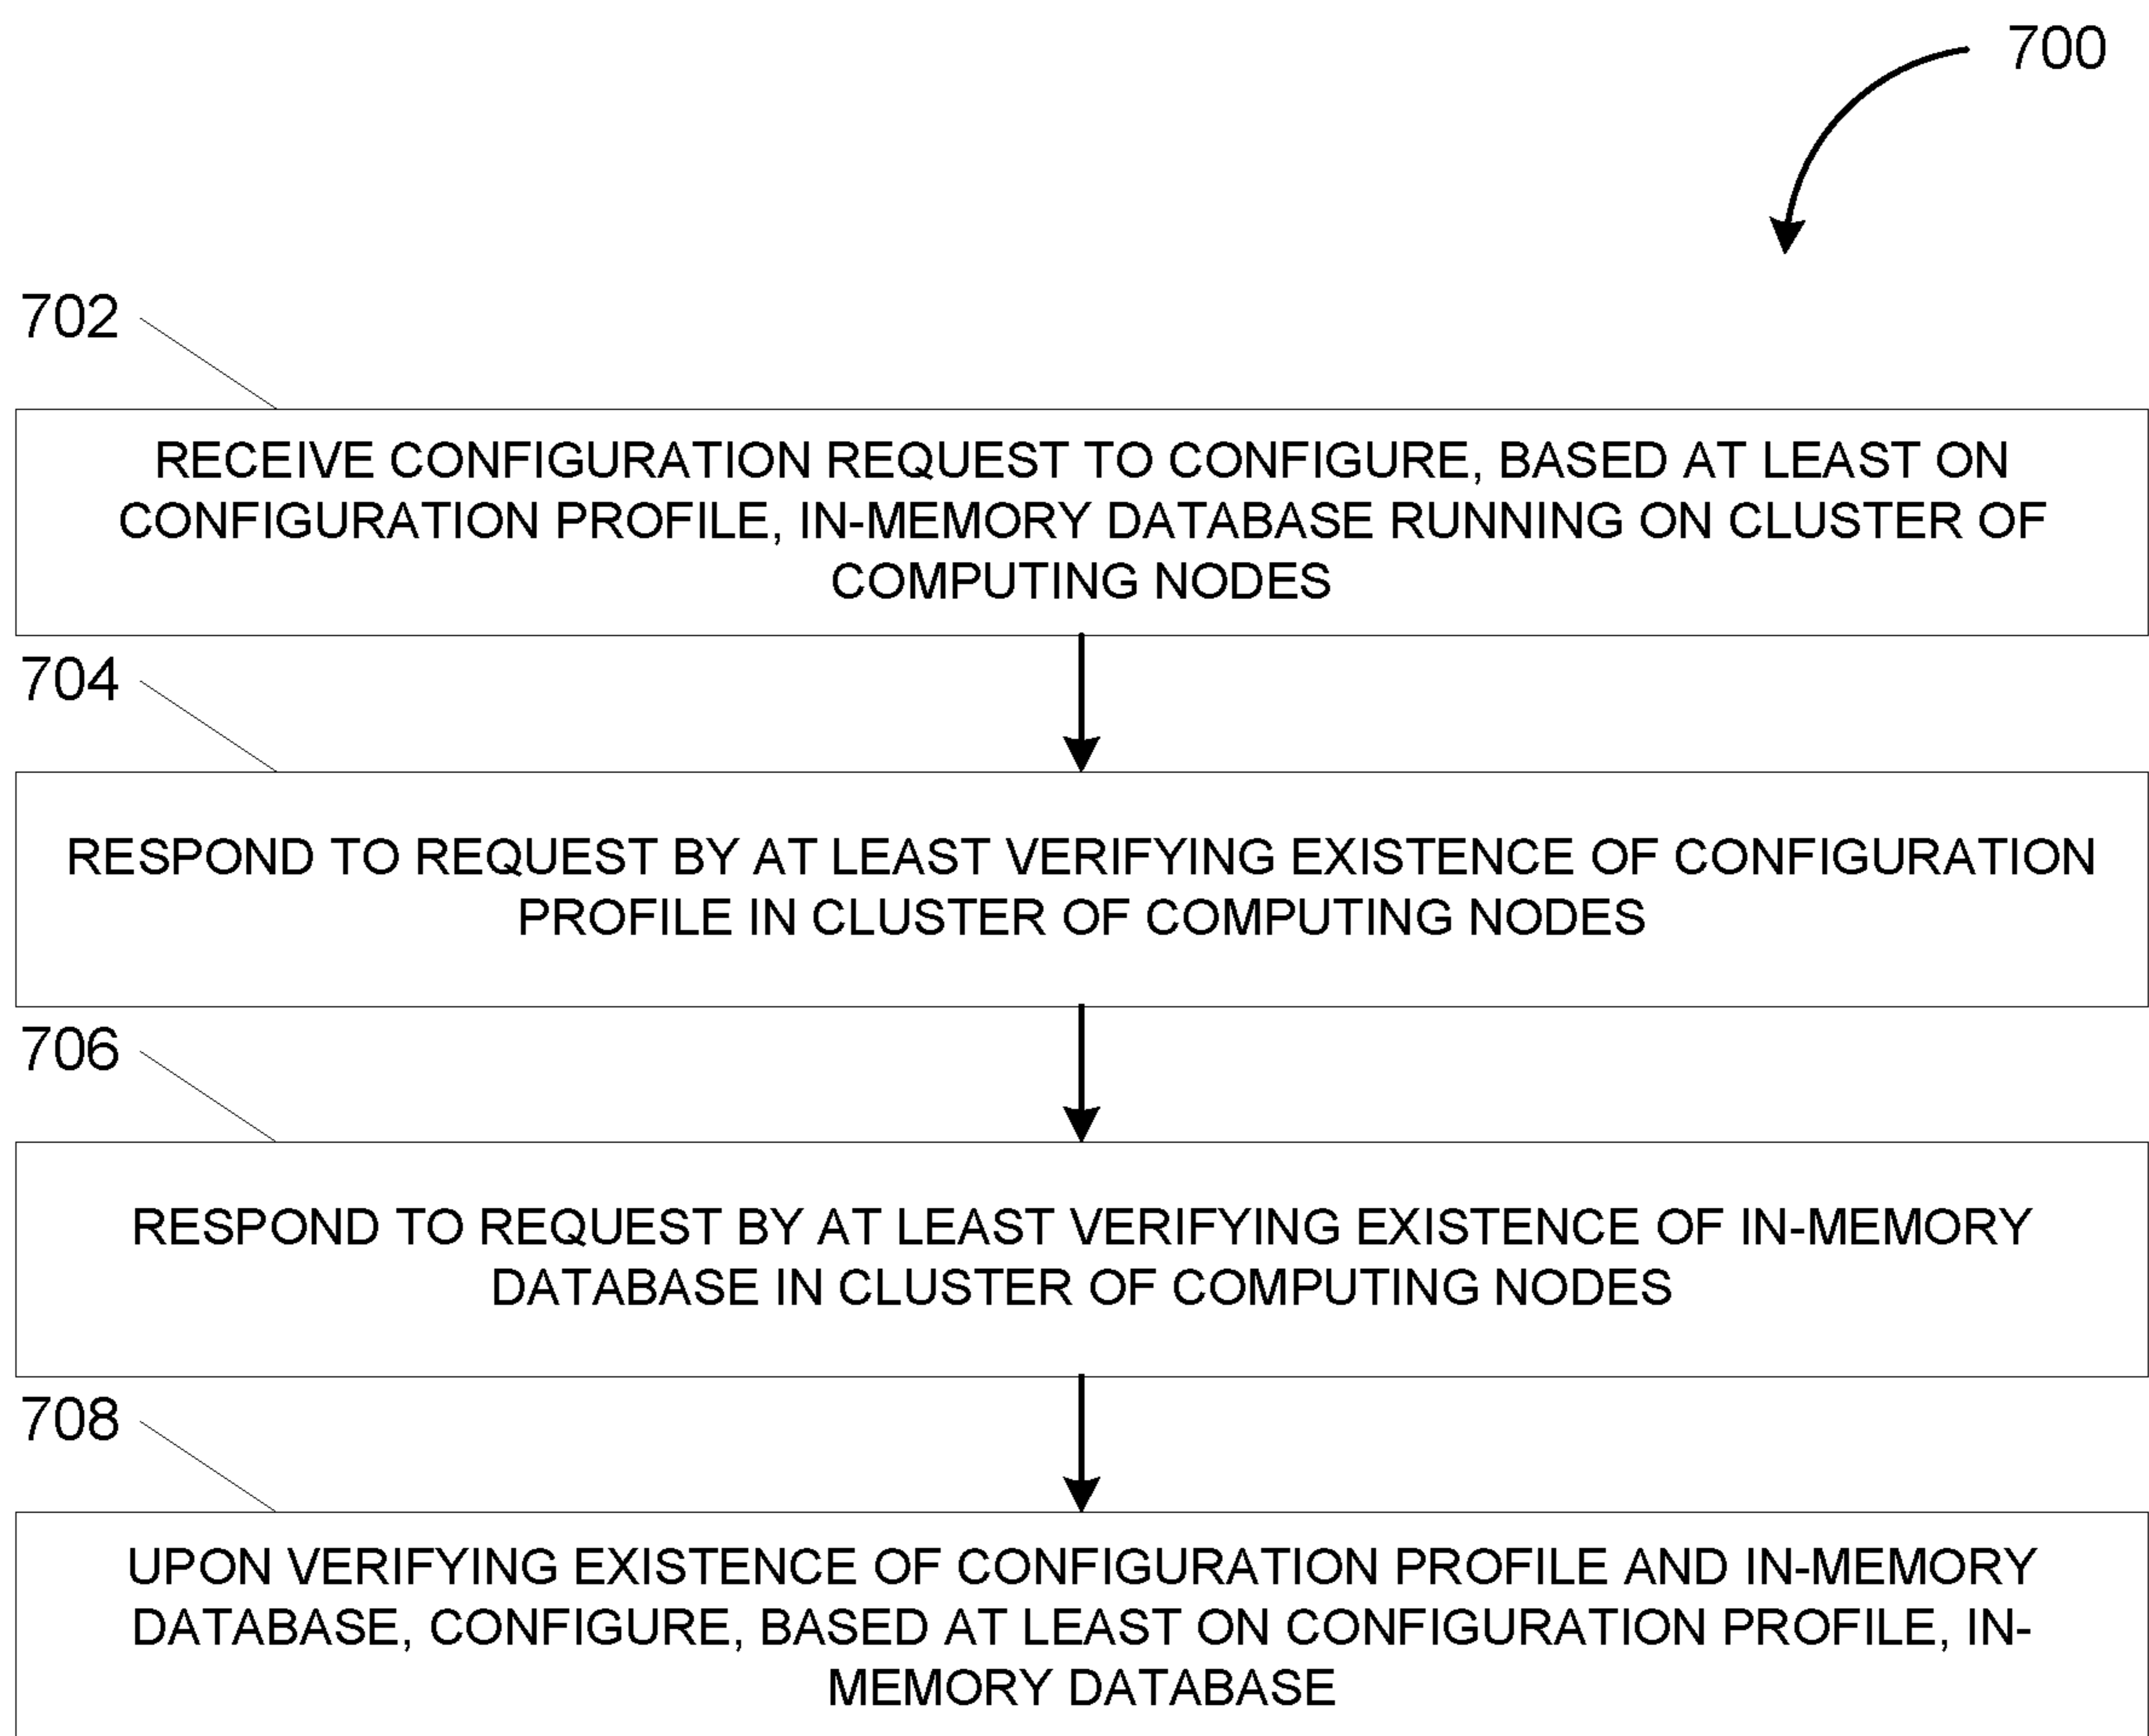 700
702
RECEIVE CONFIGURATION REQUEST TO CONFIGURE, BASED AT LEAST ON
CONFIGURATION PROFILE, IN-MEMORY DATABASE RUNNING ON CLUSTER OF
COMPUTING NODES
704
RESPOND TO REQUEST BY AT LEAST VERIFYING EXISTENCE OF CONFIGURATION
PROFILE IN CLUSTER OF COMPUTING NODES
706
RESPOND TO REQUEST BY AT LEAST VERIFYING EXISTENCE OF IN-MEMORY
DATABASE IN CLUSTER OF COMPUTING NODES
708
UPON VERIFYING EXISTENCE OF CONFIGURATION PROFILE AND IN-MEMORY
DATABASE, CONFIGURE, BASED AT LEAST ON CONFIGURATION PROFILE, IN-
MEMORY DATABASE